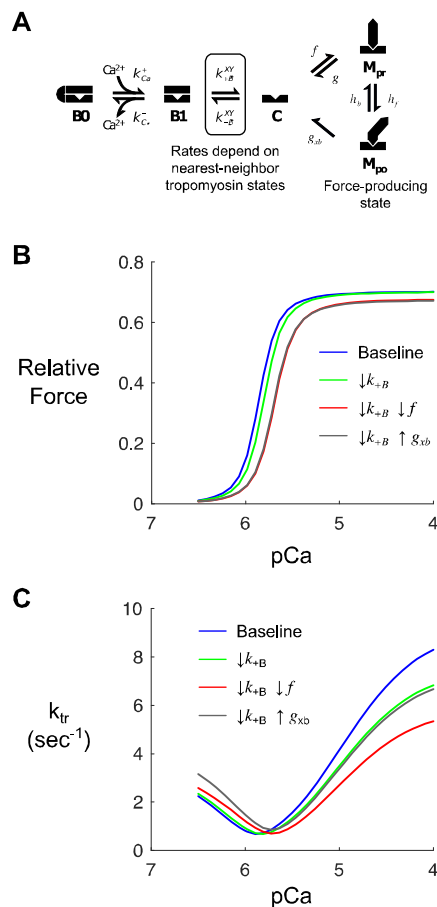 A
Ca2+
k+Ca
f
g
Mpr
kXY+B
hb
hf
B0
B1
C
Ca2+
k-Ca
kXY-B
gxb
Mpo
Rates depend on
nearest-neighbor
tropomyosin states
Force-producing
state
B
0.8
0.6
Relative
Force
0.4
0.2
0
Baseline
↓k+B
↓k+B ↓f
↓k+B ↑gxb
7
6
5
4
pCa
C
10
8
6
ktr
(sec-1)
4
2
0
Baseline
↓k+B
↓k+B ↓f
↓k+B ↑gxb
7
6
5
4
pCa